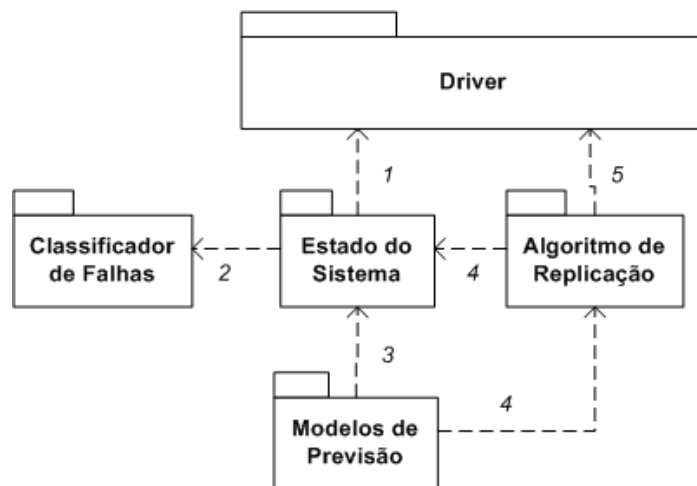 Driver
1
5
Classificador
de Falhas
2
Estado do
Sistema
4
Algoritmo de
Replicação
3
4
Modelos de
Previsão